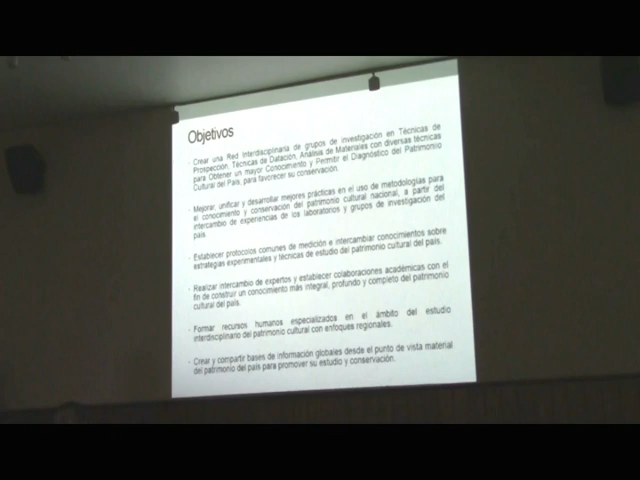 Objetivos
- Crear una Red Interdisciplinaria de grupos de investigación en Técnicas de
Prospección, Técnicas de Datación, Análisis de Materiales con diversas técnicas
para Obtener un mayor Conocimiento y Permitir el Diagnóstico del Patrimonio
Cultural del País, para favorecer su conservación.
- Mejorar, unificar y desarrollar mejores prácticas en el uso de metodologías para
el conocimiento y conservación del patrimonio cultural nacional, a partir del
intercambio de experiencias de los laboratorios y grupos de investigación del
país.
- Establecer protocolos comunes de medición e intercambiar conocimientos sobre
estrategias experimentales y técnicas de estudio del patrimonio cultural del país.
- Realizar intercambio de expertos y establecer colaboraciones académicas con el
fin de construir un conocimiento más integral, profundo y completo del patrimonio
cultural del país.
- Formar recursos humanos especializados en el ámbito del estudio
interdisciplinario del patrimonio cultural con enfoques regionales.
- Crear y compartir bases de información globales desde el punto de vista material
del patrimonio del país para promover su estudio y conservación.